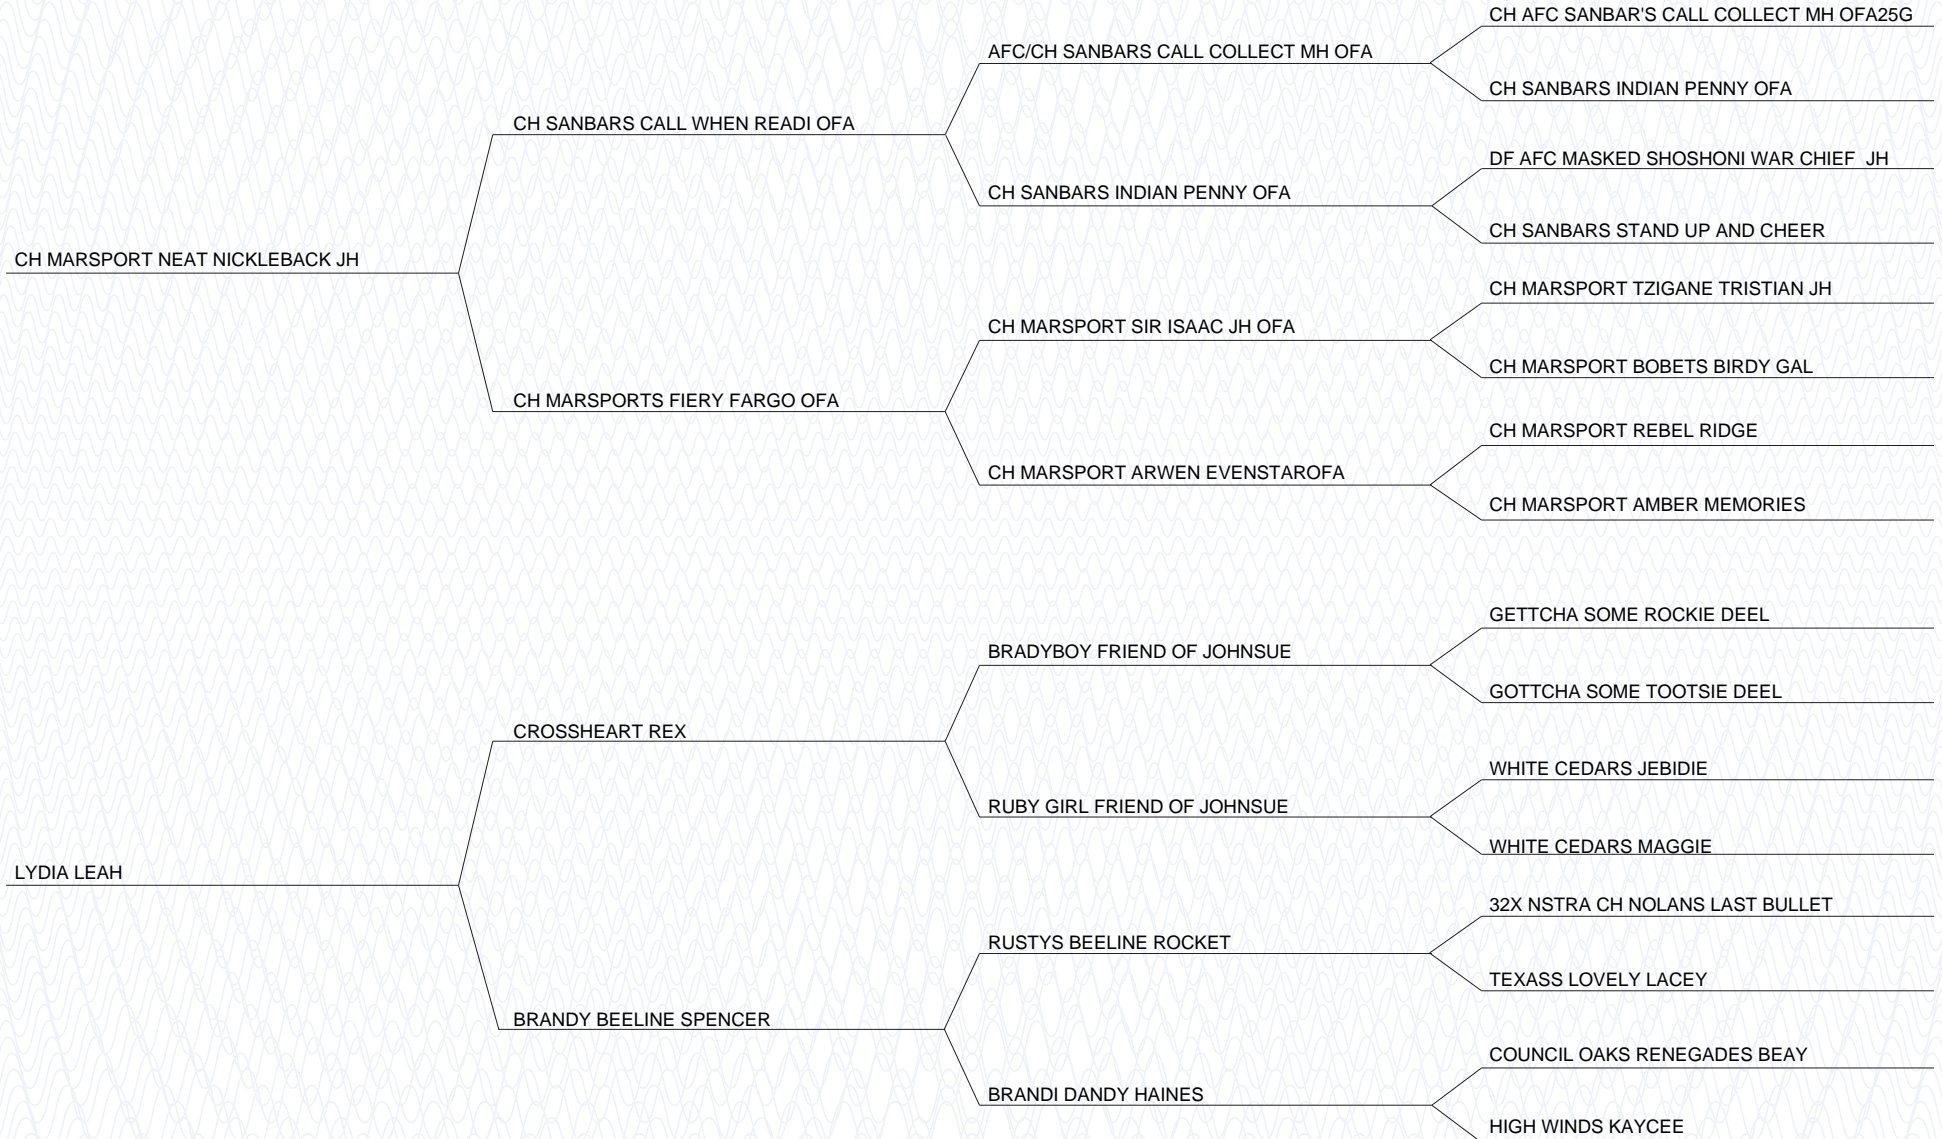 CH AFC SANBAR'S CALL COLLECT MH OFA25G
AFC/CH SANBARS CALL COLLECT MH OFA
CH SANBARS INDIAN PENNY OFA
CH SANBARS CALL WHEN READI OFA
DF AFC MASKED SHOSHONI WAR CHIEF  JH
CH SANBARS INDIAN PENNY OFA
CH SANBARS STAND UP AND CHEER
CH MARSPORT NEAT NICKLEBACK JH
CH MARSPORT TZIGANE TRISTIAN JH
CH MARSPORT SIR ISAAC JH OFA
CH MARSPORT BOBETS BIRDY GAL
CH MARSPORTS FIERY FARGO OFA
CH MARSPORT REBEL RIDGE
CH MARSPORT ARWEN EVENSTAROFA
CH MARSPORT AMBER MEMORIES
GETTCHA SOME ROCKIE DEEL
BRADYBOY FRIEND OF JOHNSUE
GOTTCHA SOME TOOTSIE DEEL
CROSSHEART REX
WHITE CEDARS JEBIDIE
RUBY GIRL FRIEND OF JOHNSUE
WHITE CEDARS MAGGIE
LYDIA LEAH
32X NSTRA CH NOLANS LAST BULLET
RUSTYS BEELINE ROCKET
TEXASS LOVELY LACEY
BRANDY BEELINE SPENCER
COUNCIL OAKS RENEGADES BEAY
BRANDI DANDY HAINES
HIGH WINDS KAYCEE